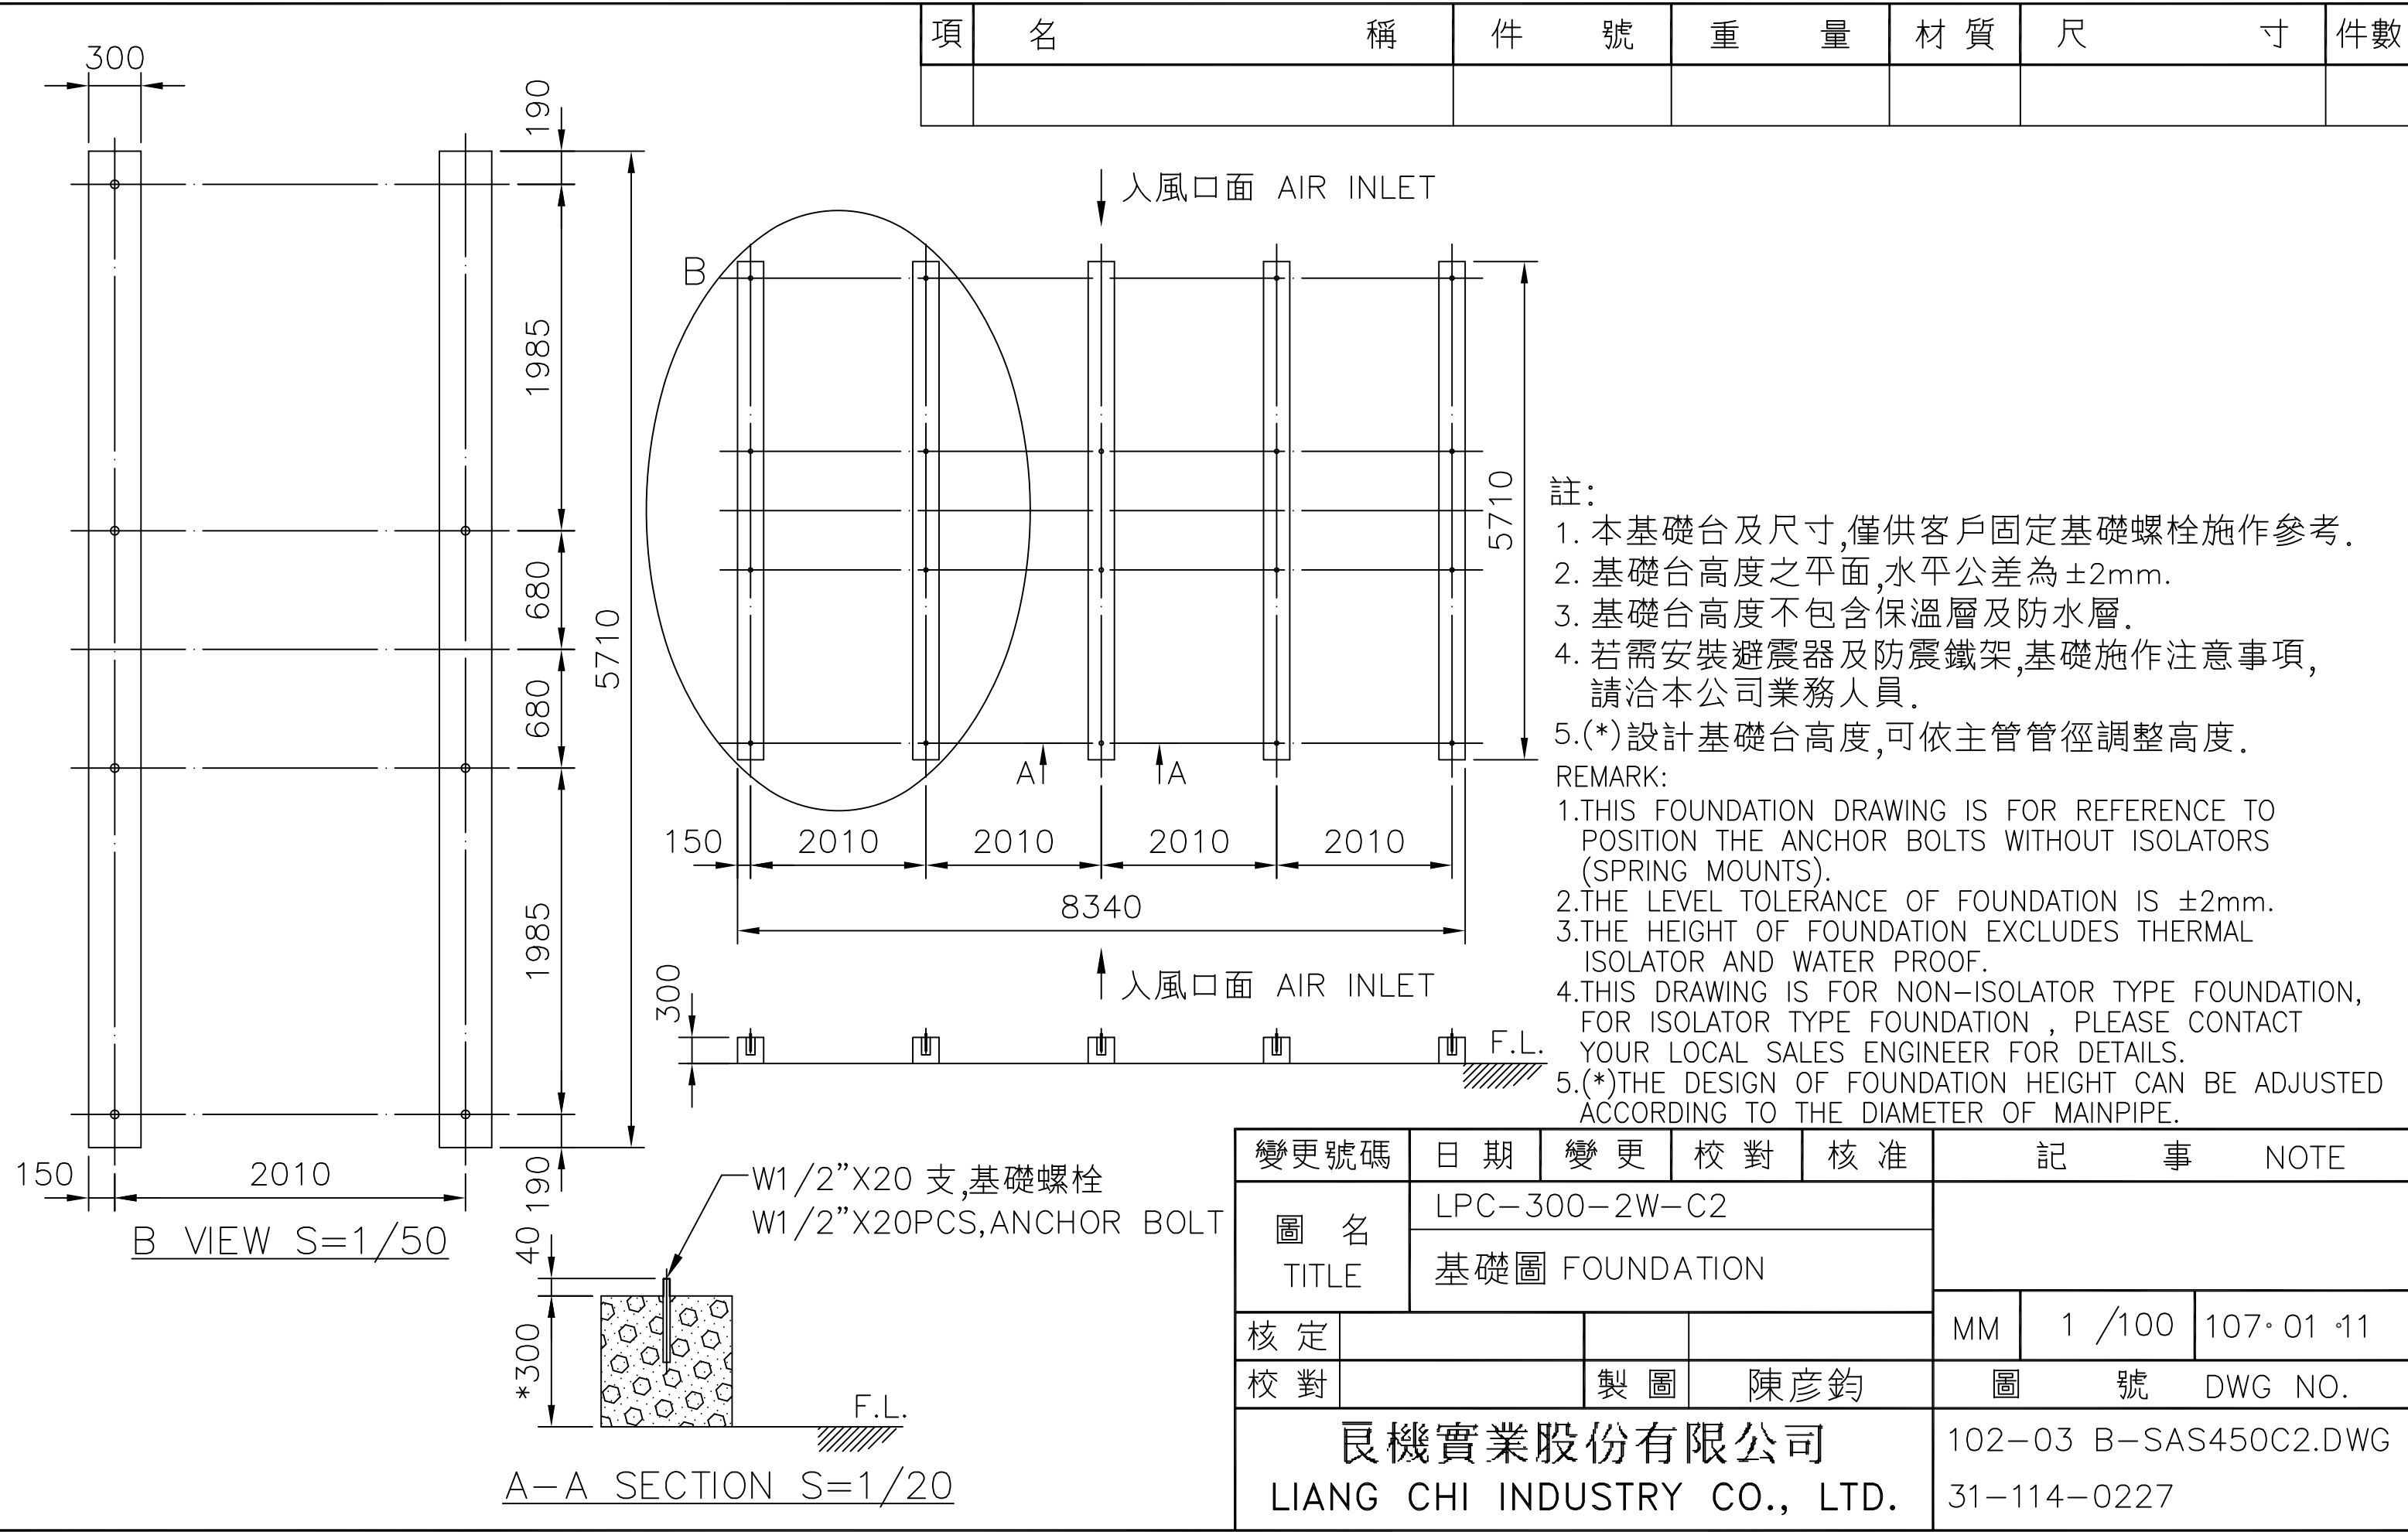 項 名 稱 件 號 重 量 材 質 尺 寸 件數
300
190
1985
680
680
1985
190
5710
150 2010
B VIEW S=1/50
入風口面 AIR INLET
B
5710
A A
150 2010 2010 2010 2010
8340
入風口面 AIR INLET
300
F.L.
註:
1. 本基礎台及尺寸,僅供客戶固定基礎螺栓施作參考.
2. 基礎台高度之平面,水平公差為±2mm.
3. 基礎台高度不包含保溫層及防水層.
4. 若需安裝避震器及防震鐵架,基礎施作注意事項,
請洽本公司業務人員.
5.(*)設計基礎台高度,可依主管管徑調整高度.
REMARK:
1.THIS FOUNDATION DRAWING IS FOR REFERENCE TO
POSITION THE ANCHOR BOLTS WITHOUT ISOLATORS
(SPRING MOUNTS).
2.THE LEVEL TOLERANCE OF FOUNDATION IS ±2mm.
3.THE HEIGHT OF FOUNDATION EXCLUDES THERMAL
ISOLATOR AND WATER PROOF.
4.THIS DRAWING IS FOR NON-ISOLATOR TYPE FOUNDATION,
FOR ISOLATOR TYPE FOUNDATION , PLEASE CONTACT
YOUR LOCAL SALES ENGINEER FOR DETAILS.
5.(*)THE DESIGN OF FOUNDATION HEIGHT CAN BE ADJUSTED
ACCORDING TO THE DIAMETER OF MAINPIPE.
W1/2”X20 支,基礎螺栓
W1/2”X20PCS,ANCHOR BOLT
40
*300
F.L.
A-A SECTION S=1/20
變更號碼 日 期 變 更 校 對 核 准 記 事 NOTE
圖 名
TITLE
LPC-300-2W-C2
基礎圖 FOUNDATION
核 定
MM 1 /100 107∘01∘11
校 對 製 圖 陳彦鈞 圖 號 DWG NO.
良機實業股份有限公司
LIANG CHI INDUSTRY CO., LTD.
102-03 B-SAS450C2.DWG
31-114-0227